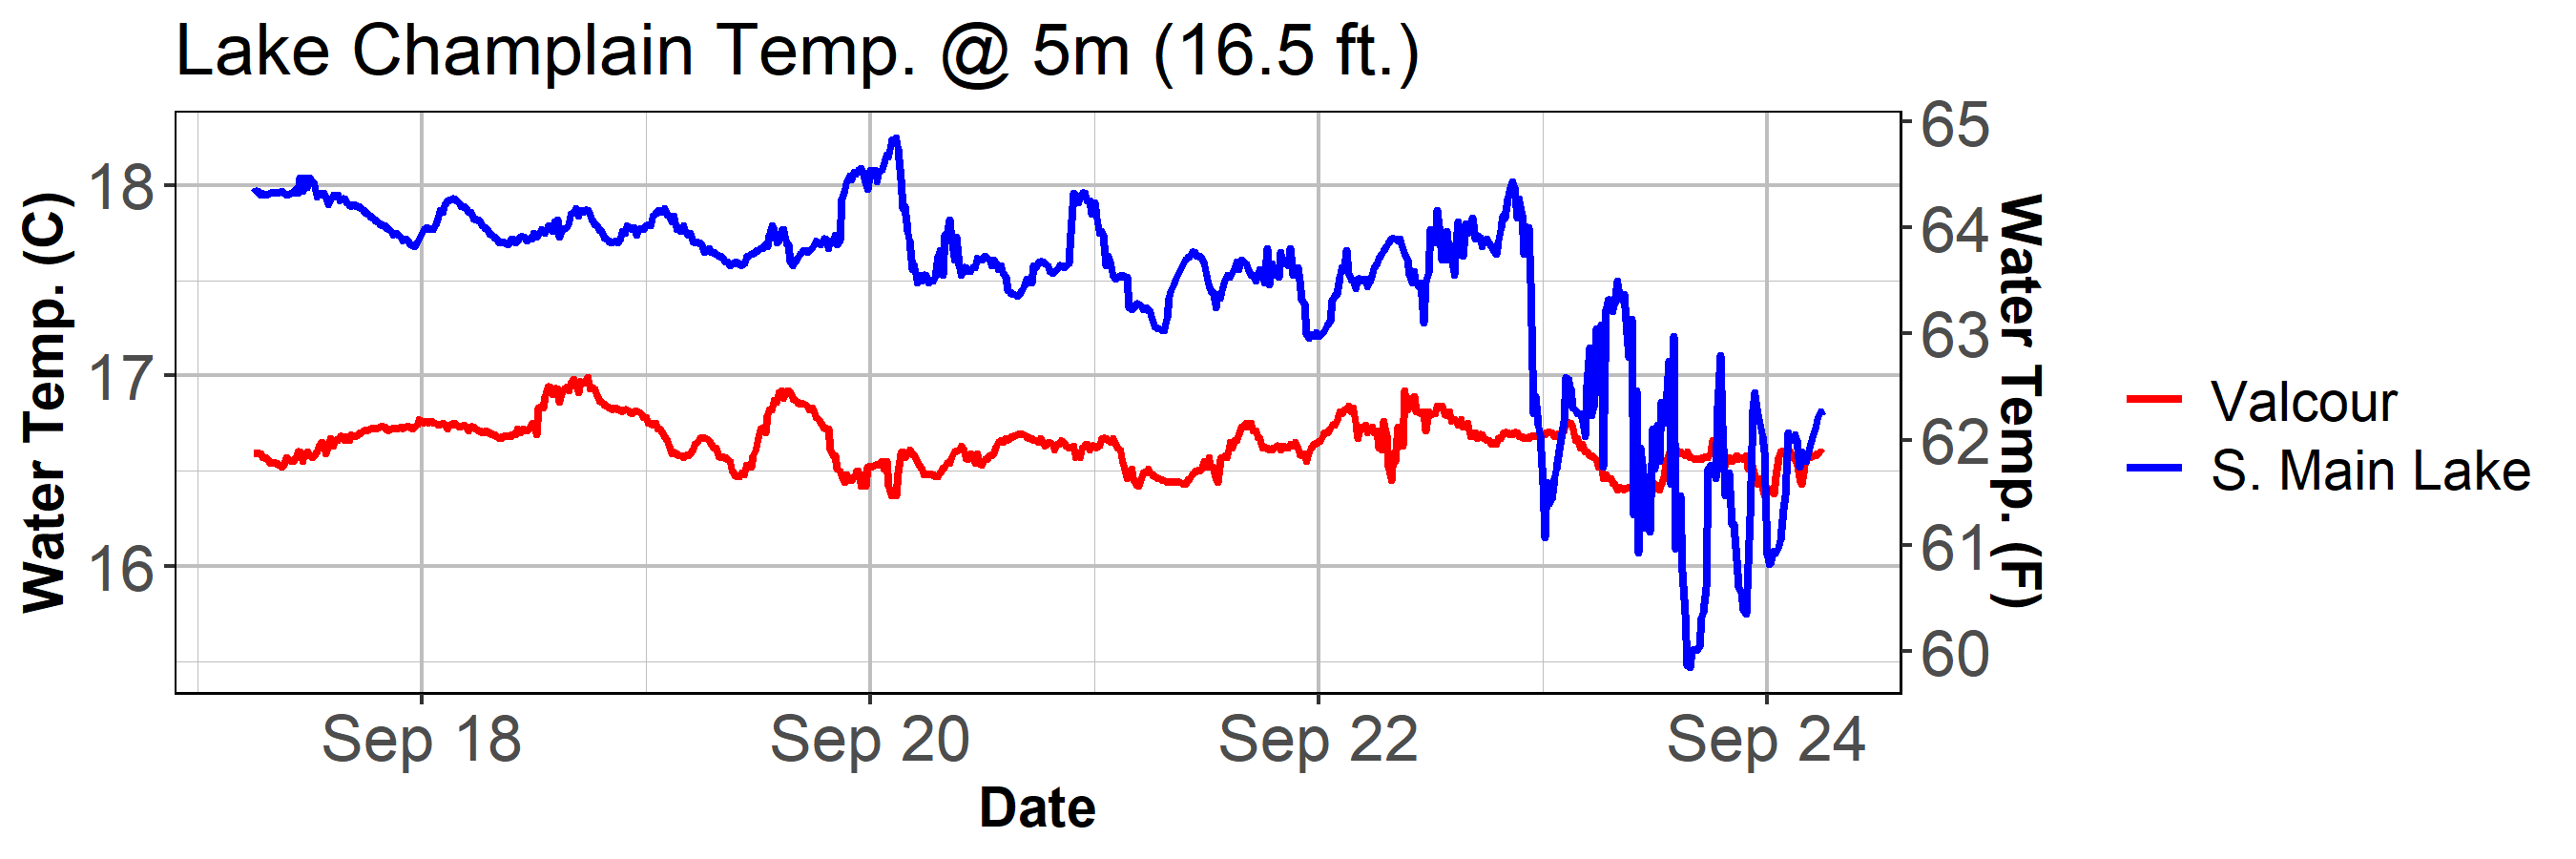 Lake Champlain Temp. @ 5m (16.5 ft.)
Water Temp. (C)
18
17
16
65
64
63
62
61
60
Water Temp. (F)
Sep 18
Sep 20
Sep 22
Sep 24
Date
Valcour
S. Main Lake